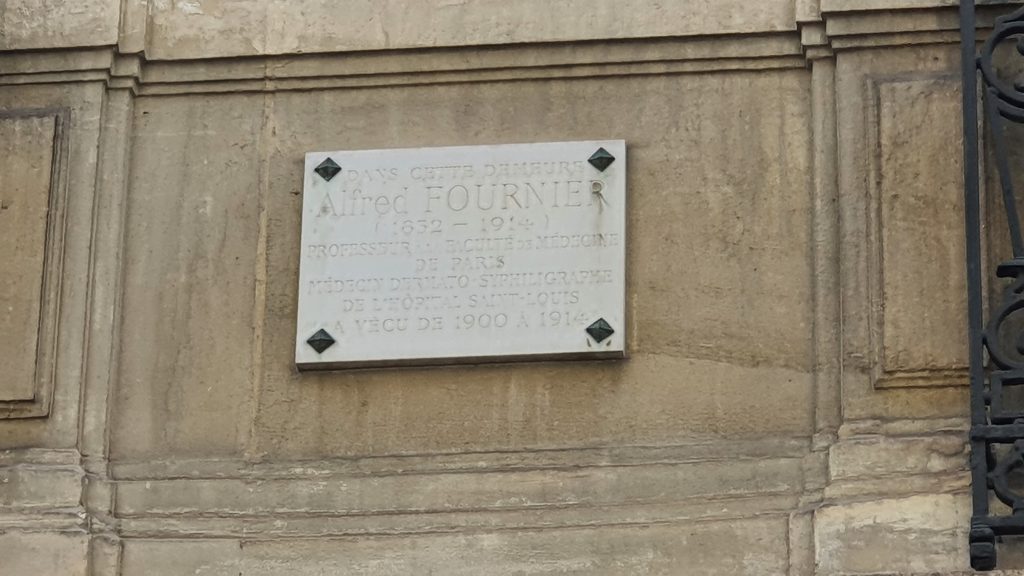 DANS CETTE DEMEURE
Alfred FOURNIER
(1832 - 1914)
PROFESSEUR À LA FACULTÉ DE MÉDECINE
DE PARIS
MÉDECIN DERMATO-SYPHILIGRAPHE
DE L'HÔPITAL SAINT-LOUIS
A VÉCU DE 1900 À 1914